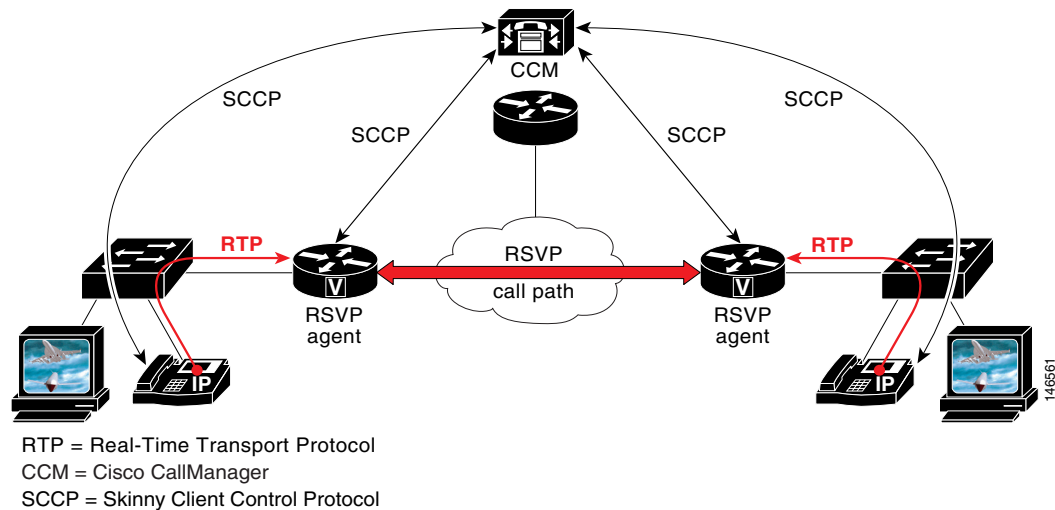 CCM
SCCP
SCCP
SCCP
SCCP
RTP
RSVP
call path
RTP
V
RSVP
agent
V
RSVP
agent
IP
IP
146561
RTP = Real-Time Transport Protocol
CCM = Cisco CallManager
SCCP = Skinny Client Control Protocol